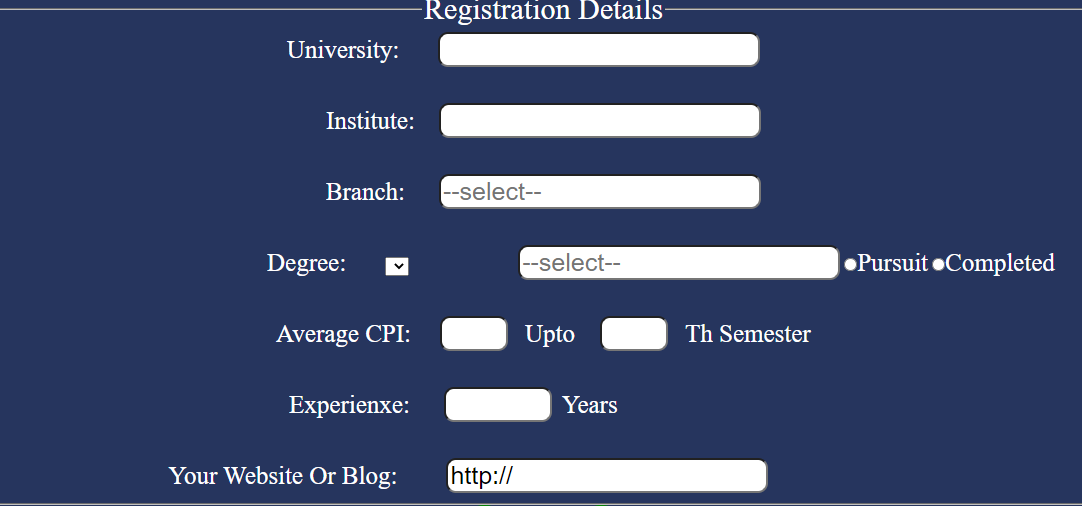 Registration Details
University:
Institute:
Branch: --select--
Degree: --select-- Pursuit Completed
Average CPI: Upto Th Semester
Experienxe: Years
Your Website Or Blog: http://